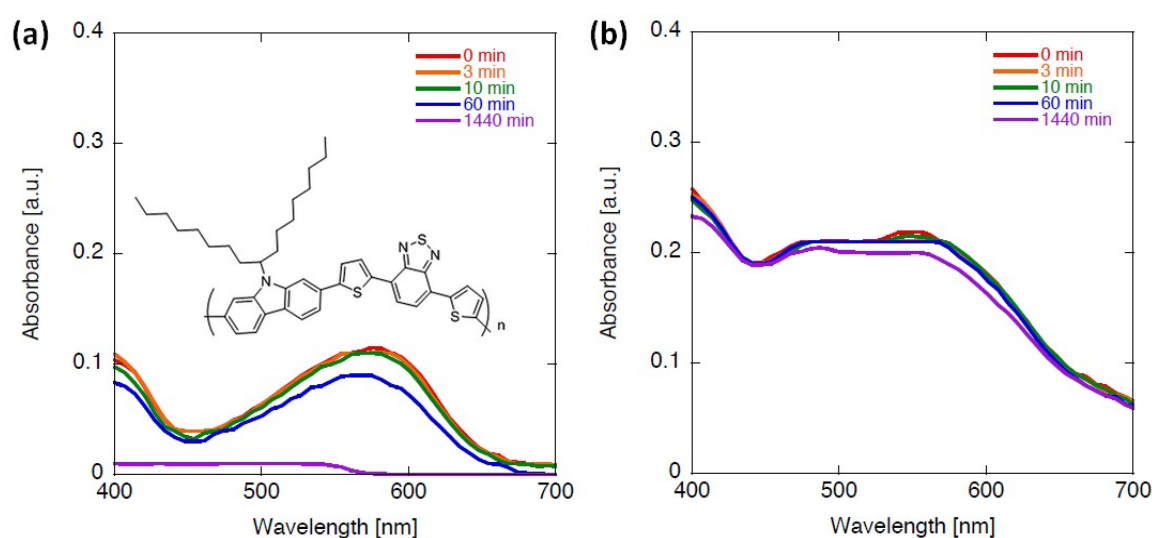 (a)
0.4
0.3
0.2
0.1
0
Absorbance [a.u.]
0 min
3 min
10 min
60 min
1440 min
N
S
N
N
S
S
n
400
500
600
700
Wavelength [nm]
(b)
0.4
0.3
0.2
0.1
0
Absorbance [a.u.]
0 min
3 min
10 min
60 min
1440 min
400
500
600
700
Wavelength [nm]